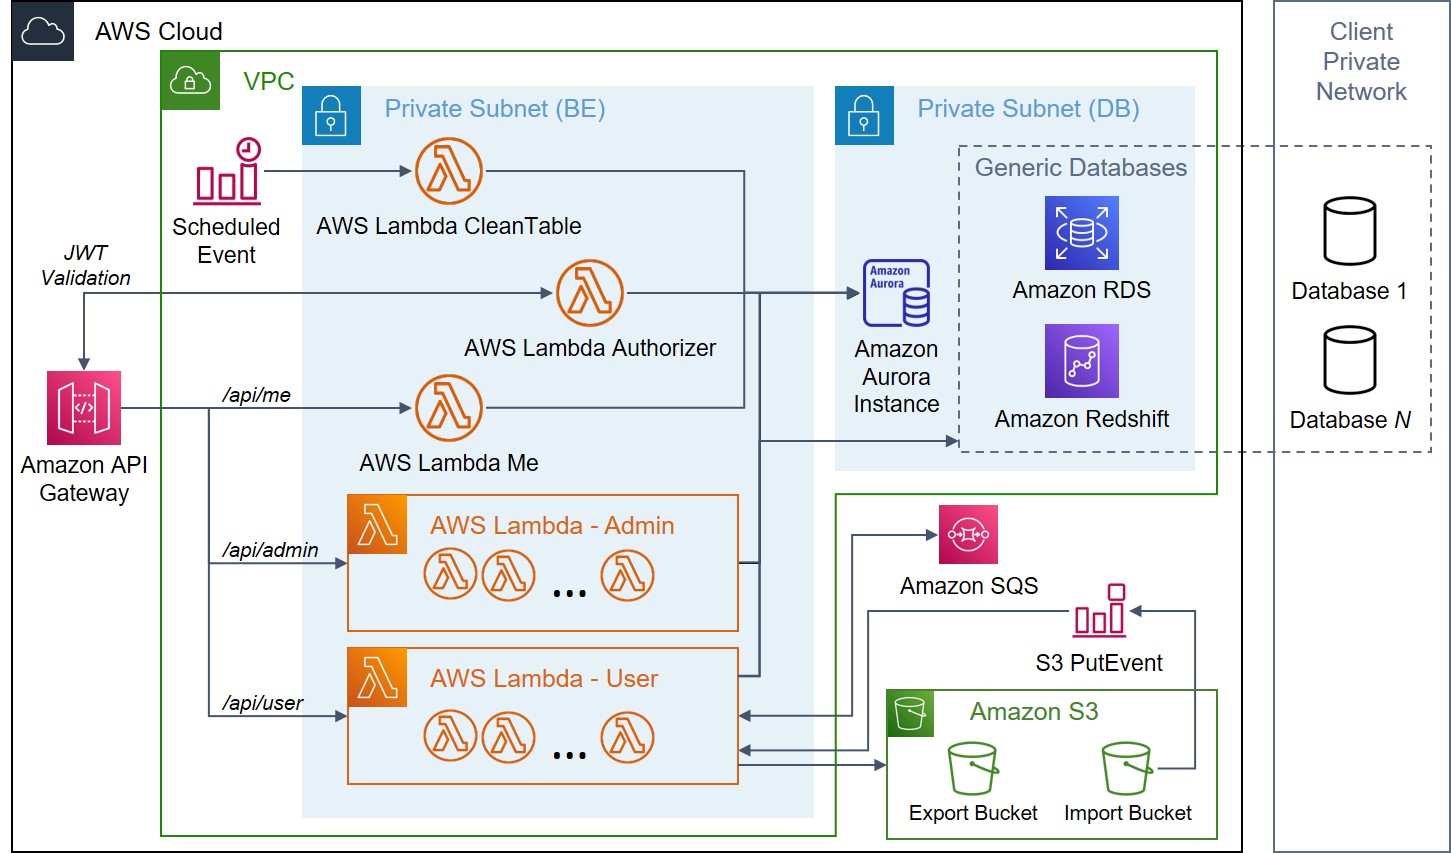 AWS Cloud
Client
Private
Network
VPC
Private Subnet (BE)
Private Subnet (DB)
Generic Databases
Scheduled
Event
AWS Lambda CleanTable
JWT
Validation
Amazon
Aurora
Amazon RDS
Database 1
AWS Lambda Authorizer
Amazon
Aurora
Instance
/api/me
Amazon Redshift
Database N
Amazon API
Gateway
AWS Lambda Me
AWS Lambda - Admin
/api/admin
...
Amazon SQS
S3 PutEvent
AWS Lambda - User
/api/user
...
Amazon S3
Export Bucket
Import Bucket